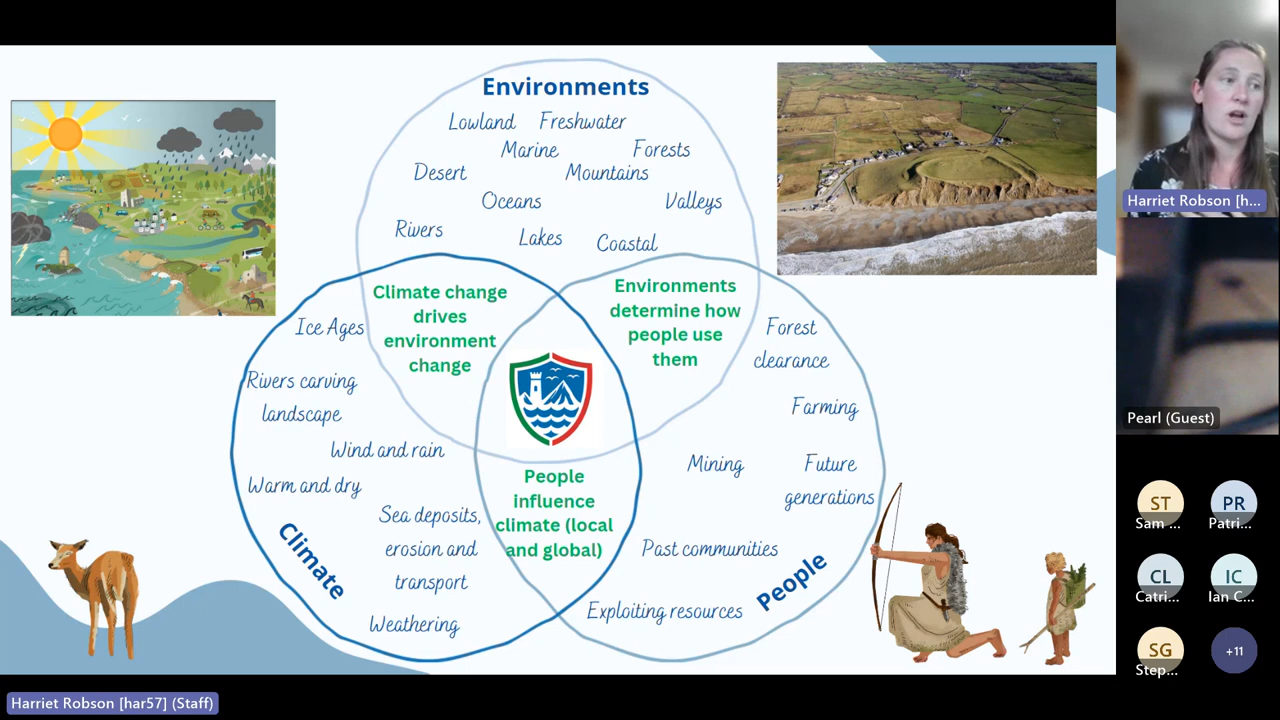 Environments
Lowland Freshwater
Marine Forests
Desert Mountains
Oceans Valleys
Rivers Lakes Coastal
Climate change
drives
environment
change
Environments
determine how
people use
them
People
influence
climate (local
and global)
Ice Ages
Rivers carving
landscape
Wind and rain
Warm and dry
Sea deposits,
erosion and
transport
Weathering
Climate
Forest
clearance
Farming
Mining
Future
generations
Past communities
Exploiting resources
People
Harriet Robson [h...
Pearl (Guest)
ST PR
Sam ... Patri...
CL IC
Catri... Ian C...
SG +11
Step...
Harriet Robson [har57] (Staff)